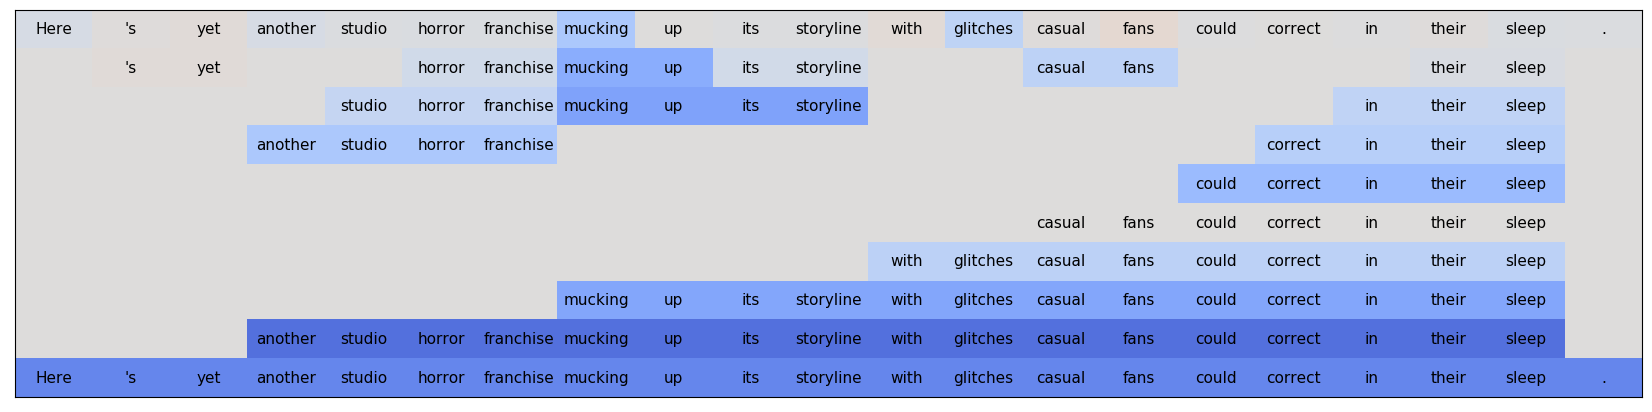 Here 's yet another studio horror franchise mucking up its storyline with glitches casual fans could correct in their sleep .
's yet horror franchise mucking up its storyline casual fans their sleep
studio horror franchise mucking up its storyline in their sleep
another studio horror franchise correct in their sleep
could correct in their sleep
casual fans could correct in their sleep
with glitches casual fans could correct in their sleep
mucking up its storyline with glitches casual fans could correct in their sleep
another studio horror franchise mucking up its storyline with glitches casual fans could correct in their sleep
Here 's yet another studio horror franchise mucking up its storyline with glitches casual fans could correct in their sleep .